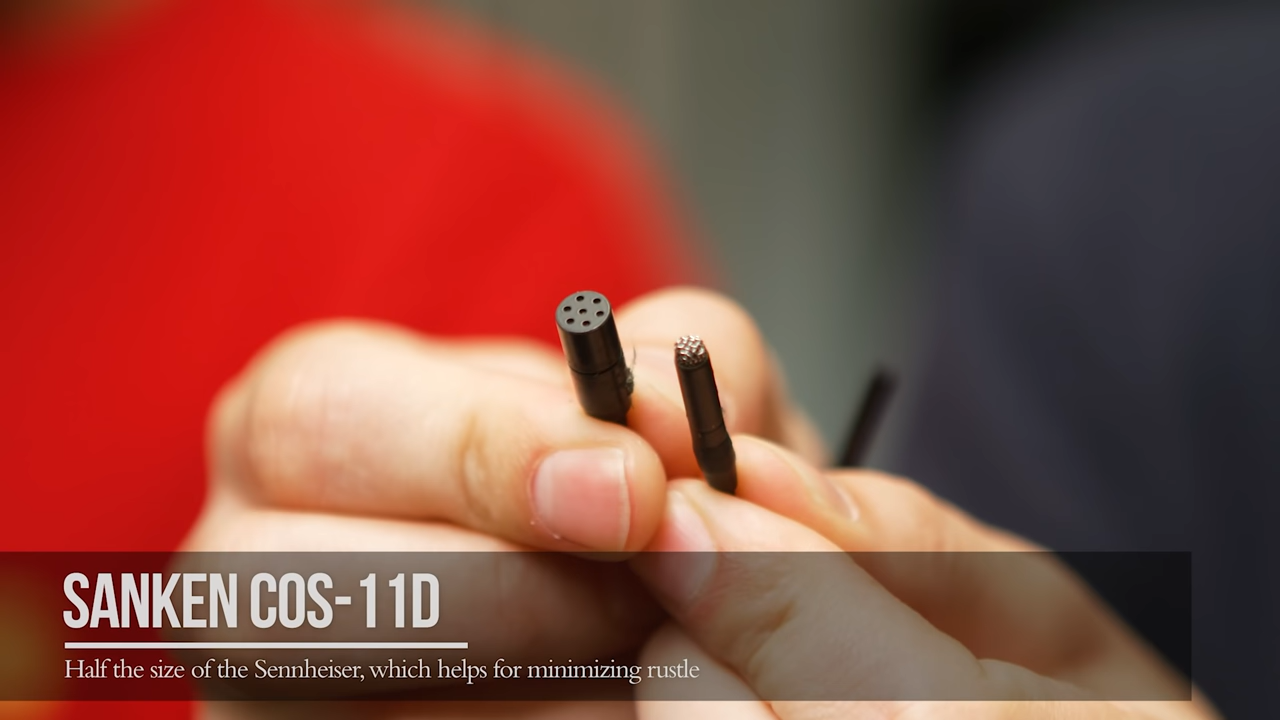 SANKEN COS-11D
Half the size of the Sennheiser, which helps for minimizing rustle